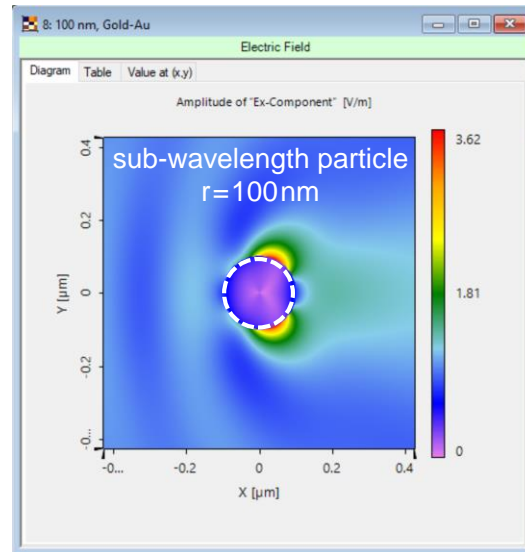 8: 100 nm, Gold-Au
Electric Field
Diagram Table Value at (x,y)
Amplitude of "Ex-Component" [V/m]
sub-wavelength particle
r=100nm
3.62
1.81
0
0.4
0.2
0
-0.2
-0...
Y [µm]
-0... -0.2 0 0.2 0.4
X [µm]